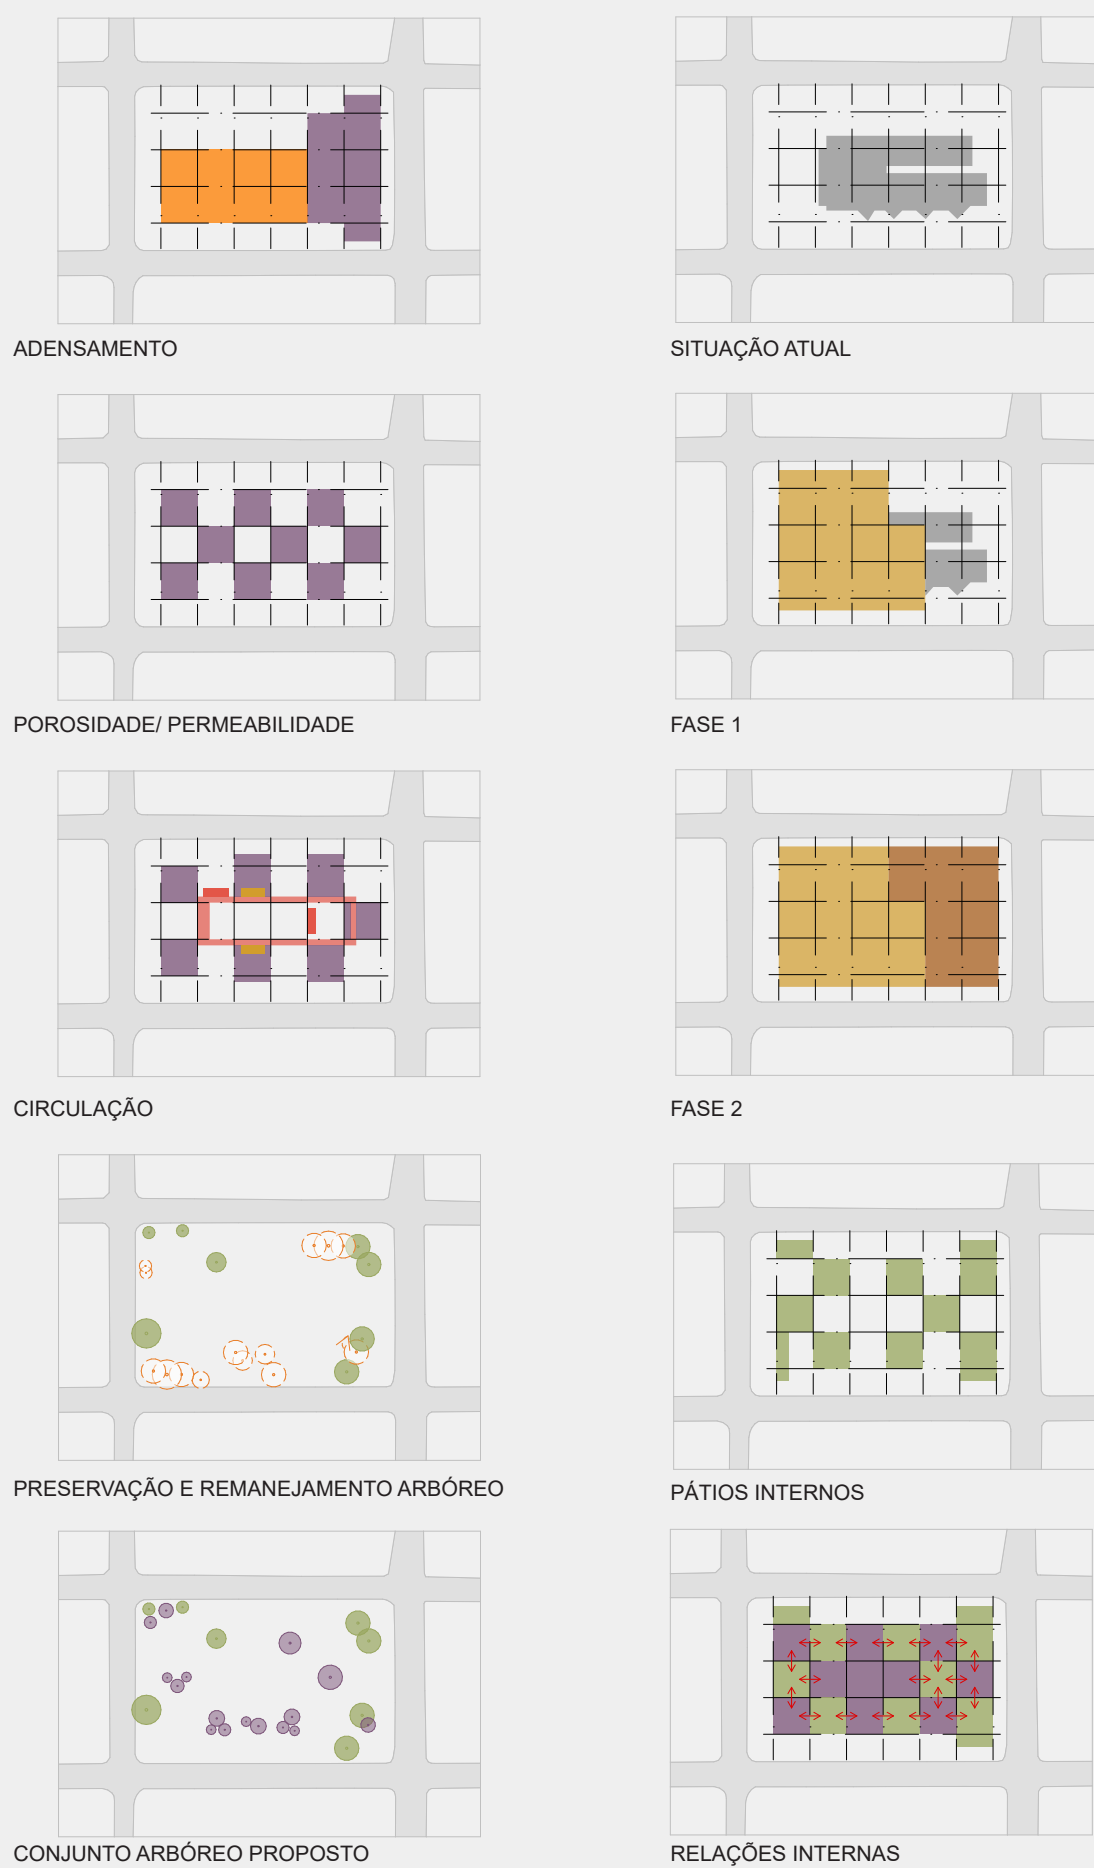 ADENSAMENTO
SITUAÇÃO ATUAL
POROSIDADE/ PERMEABILIDADE
FASE 1
CIRCULAÇÃO
FASE 2
PRESERVAÇÃO E REMANEJAMENTO ARBÓREO
PÁTIOS INTERNOS
CONJUNTO ARBÓREO PROPOSTO
RELAÇÕES INTERNAS